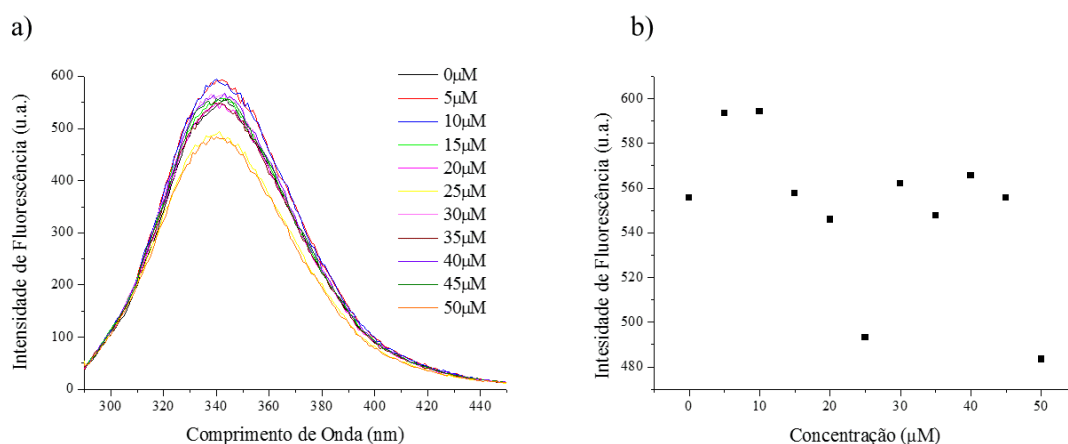 a)
600
500
400
300
200
100
0
300 320 340 360 380 400 420 440
Intensidade de Fluorescência (u.a.)
Comprimento de Onda (nm)
0µM
5µM
10µM
15µM
20µM
25µM
30µM
35µM
40µM
45µM
50µM
b)
600
580
560
540
520
500
480
0 10 20 30 40 50
Intesidade de Fluorescência (u.a.)
Concentração (µM)